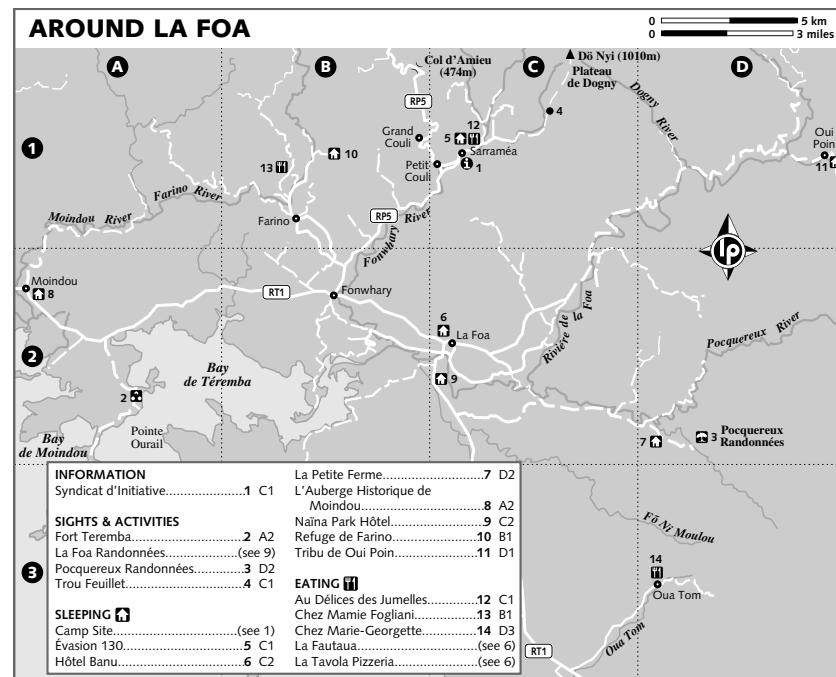 AROUND LA FOA
0 5 km
0 3 miles
A
B
C
D
Col d'Amieu
(474m)
Dö Nyi (1010m)
Plateau
de Dogny
Dogny
River
RP5
12
4
Grand
Couli
5
Oui
Poin
1
10
Sarraméa
13
Petit
Couli
1
11
Farino River
Moindou River
Farino
RP5
Fonwhary River
lp
Moindou
8
RT1
Fonwhary
6
La Foa
Rivière de
la Foa
Pocquereux River
2
Bay
de Téremba
9
2
Bay
de Moindou
Pointe
Ourail
7
3 Pocquereux
Randonnées
INFORMATION
Syndicat d'Initiative 1 C1
SIGHTS & ACTIVITIES
Fort Teremba 2 A2
La Foa Randonnées (see 9)
Pocquereux Randonnées 3 D2
Trou Feuillet 4 C1
SLEEPING
Camp Site (see 1)
Évasion 130 5 C1
Hôtel Banu 6 C2
La Petite Ferme 7 D2
L'Auberge Historique de
Moindou 8 A2
Naïna Park Hôtel 9 C2
Refuge de Farino 10 B1
Tribu de Oui Poin 11 D1
EATING
Au Délices des Jumelles 12 C1
Chez Mamie Fogliani 13 B1
Chez Marie-Georgette 14 D3
La Fautaua (see 6)
La Tavola Pizzeria (see 6)
3
Fö Ni Moulou
14
Oua Tom
Oua Tom
RT1